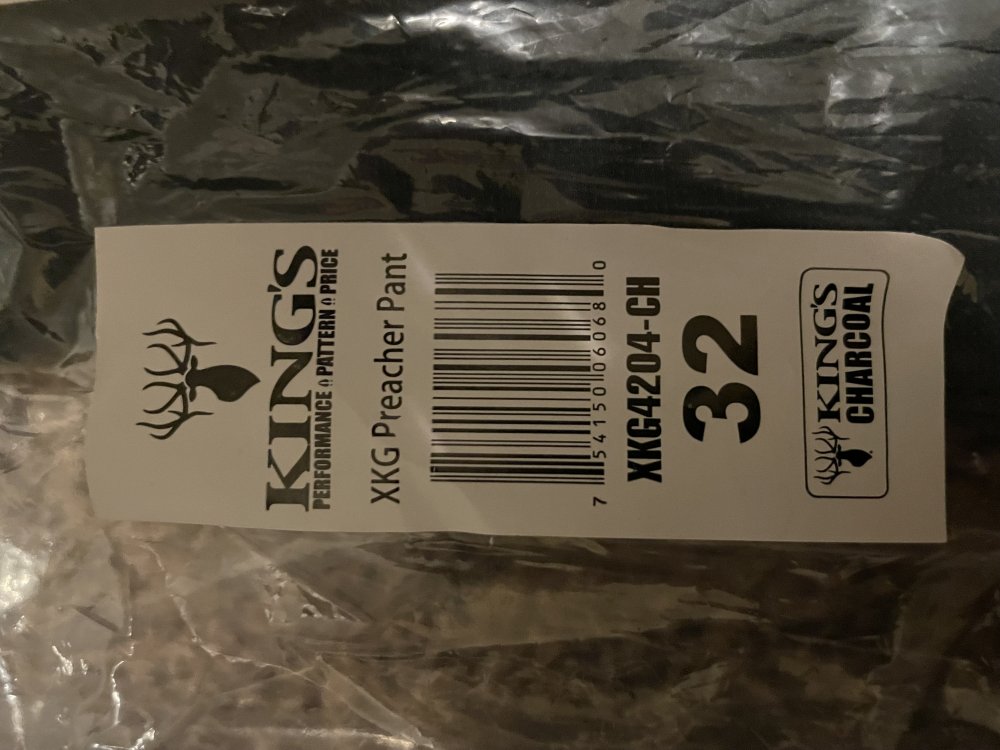 KING'S
PERFORMANCE PATTERN PRICE
XKG Preacher Pant
7 54150 06068 0
XKG4204-CH
32
KING'S
CHARCOAL